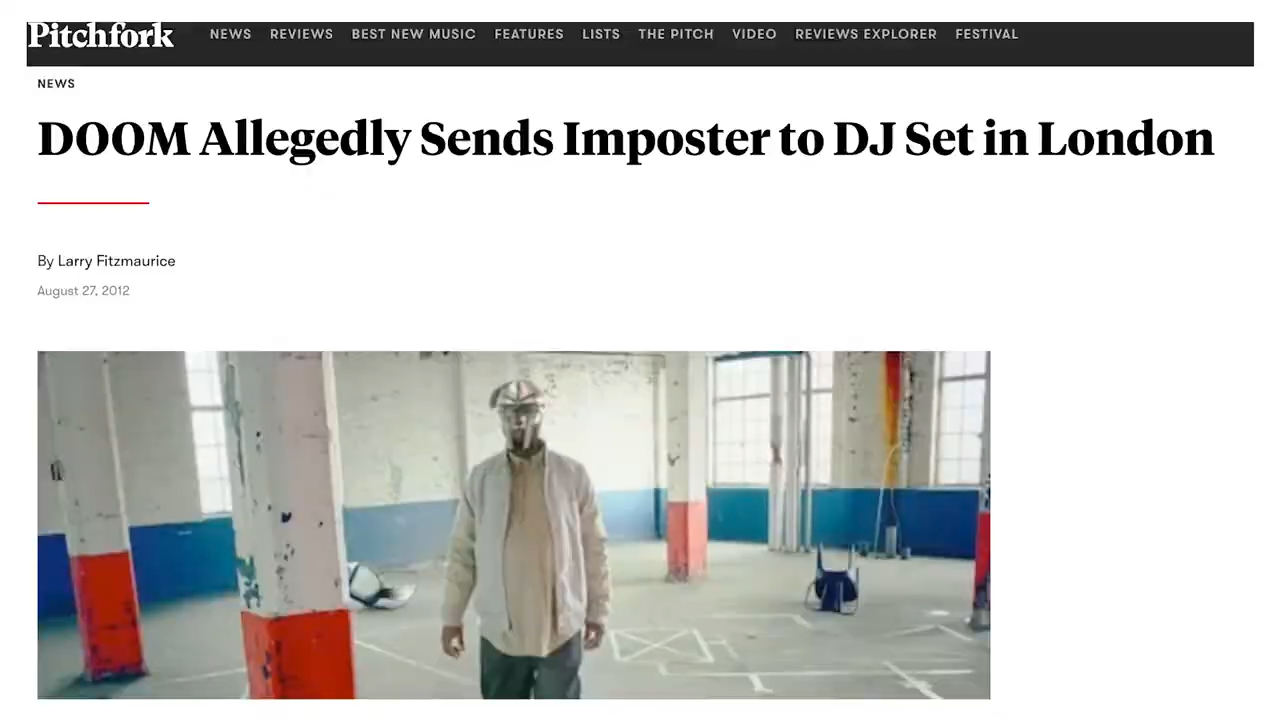 Pitchfork NEWS REVIEWS BEST NEW MUSIC FEATURES LISTS THE PITCH VIDEO REVIEWS EXPLORER FESTIVAL
NEWS
DOOM Allegedly Sends Imposter to DJ Set in London
By Larry Fitzmaurice
August 27, 2012